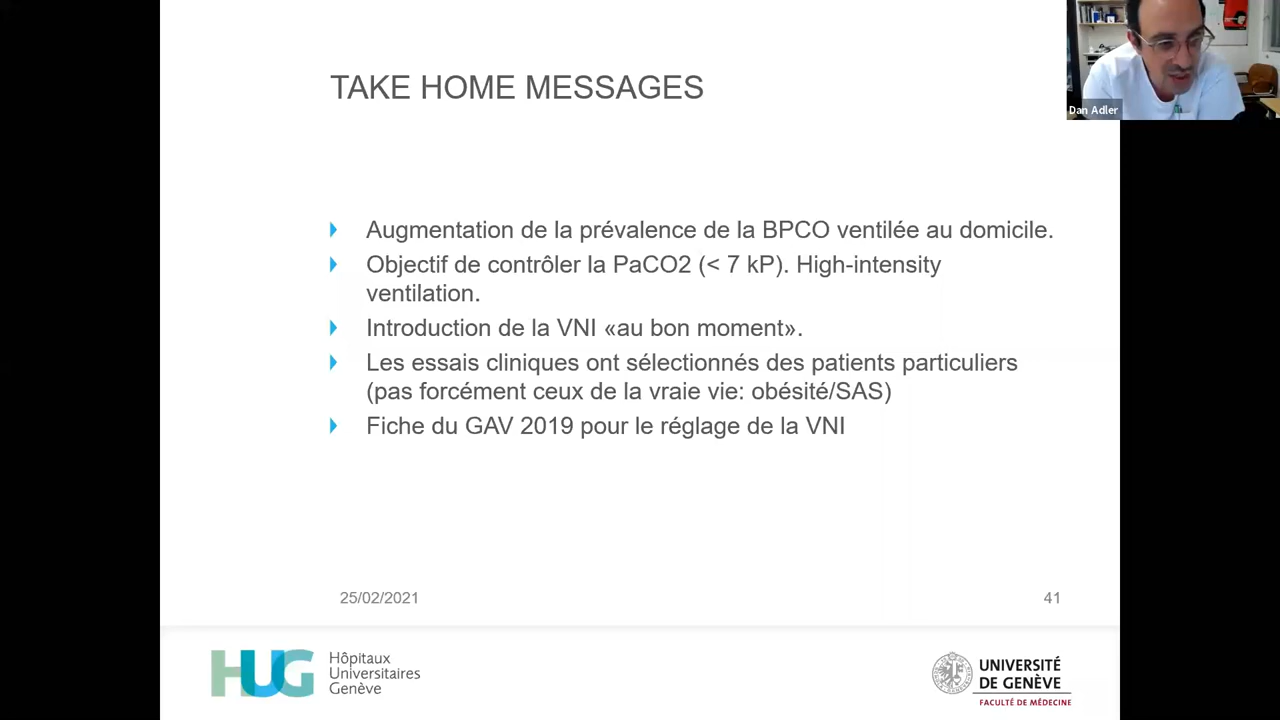 TAKE HOME MESSAGES
Dan Adler
Augmentation de la prévalence de la BPCO ventilée au domicile.
Objectif de contrôler la PaCO2 (< 7 kP). High-intensity
ventilation.
Introduction de la VNI «au bon moment».
Les essais cliniques ont sélectionnés des patients particuliers
(pas forcément ceux de la vraie vie: obésité/SAS)
Fiche du GAV 2019 pour le réglage de la VNI
25/02/2021
41
HUG
Hôpitaux
Universitaires
Genève
UNIVERSITÉ
DE GENÈVE
FACULTÉ DE MÉDECINE